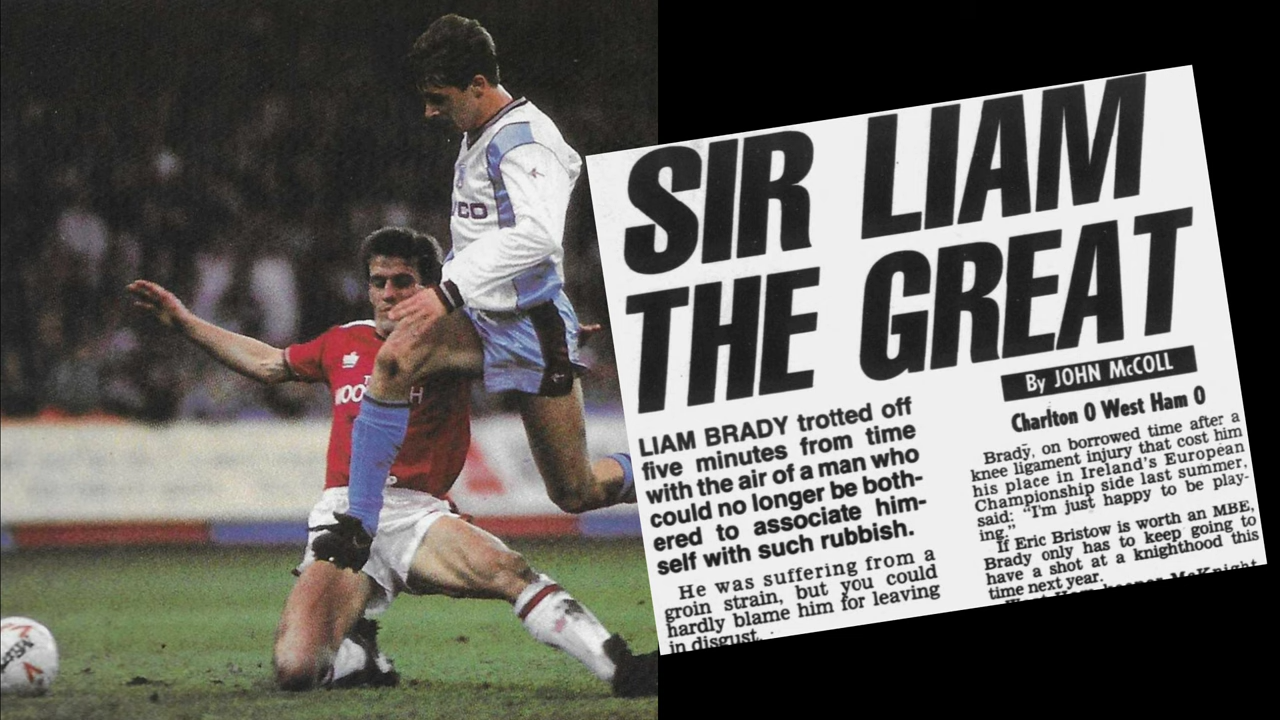 SIR LIAM
THE GREAT
By JOHN McCOLL
LIAM BRADY trotted off
five minutes from time
with the air of a man who
could no longer be both-
ered to associate him-
self with such rubbish.
He was suffering from a
groin strain, but you could
hardly blame him for leaving
in disgust.
Charlton 0 West Ham 0
Brady, on borrowed time after a
knee ligament injury that cost him
his place in Ireland's European
Championship side last summer,
said: "I'm just happy to be play-
ing."
If Eric Bristow is worth an MBE,
Brady only has to keep going to
have a shot at a knighthood this
time next year.